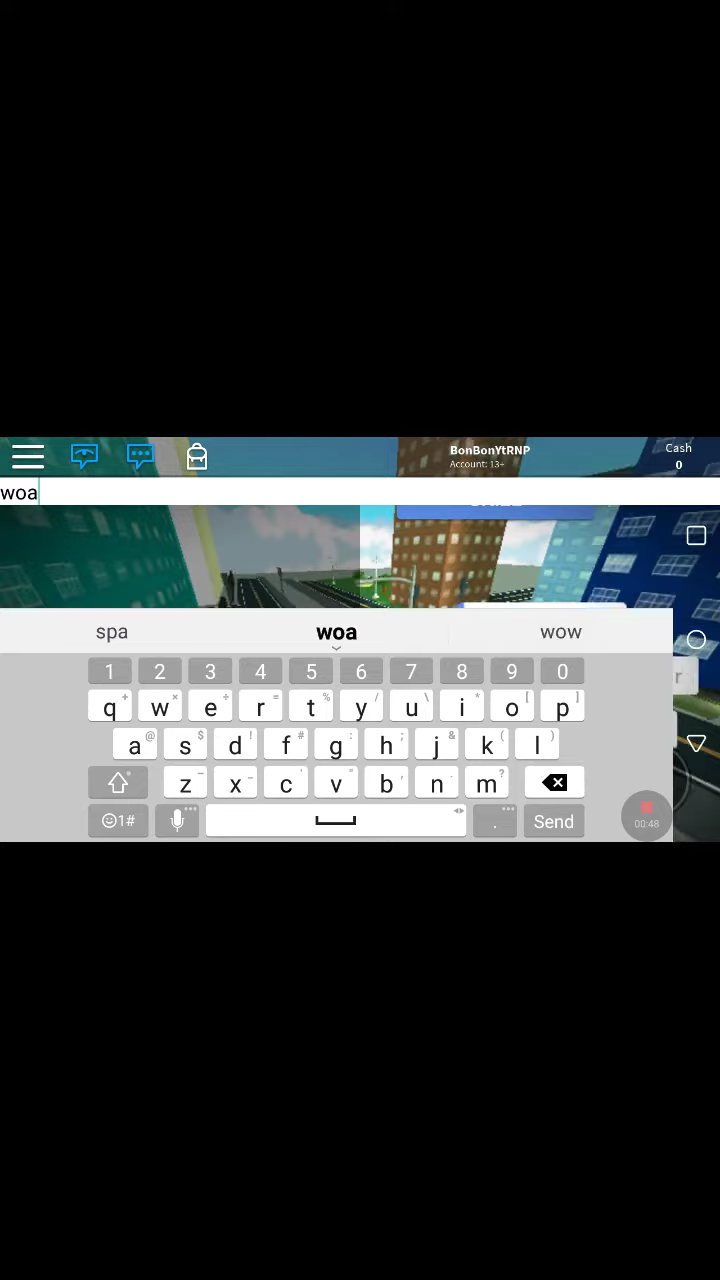 BonBonYtRNP
Account: 13+
Cash
0
woa
spa woa wow
1 2 3 4 5 6 7 8 9 0
q w e r t y u i o p
a s d f g h j k l
z x c v b n m
1# . Send
00:48